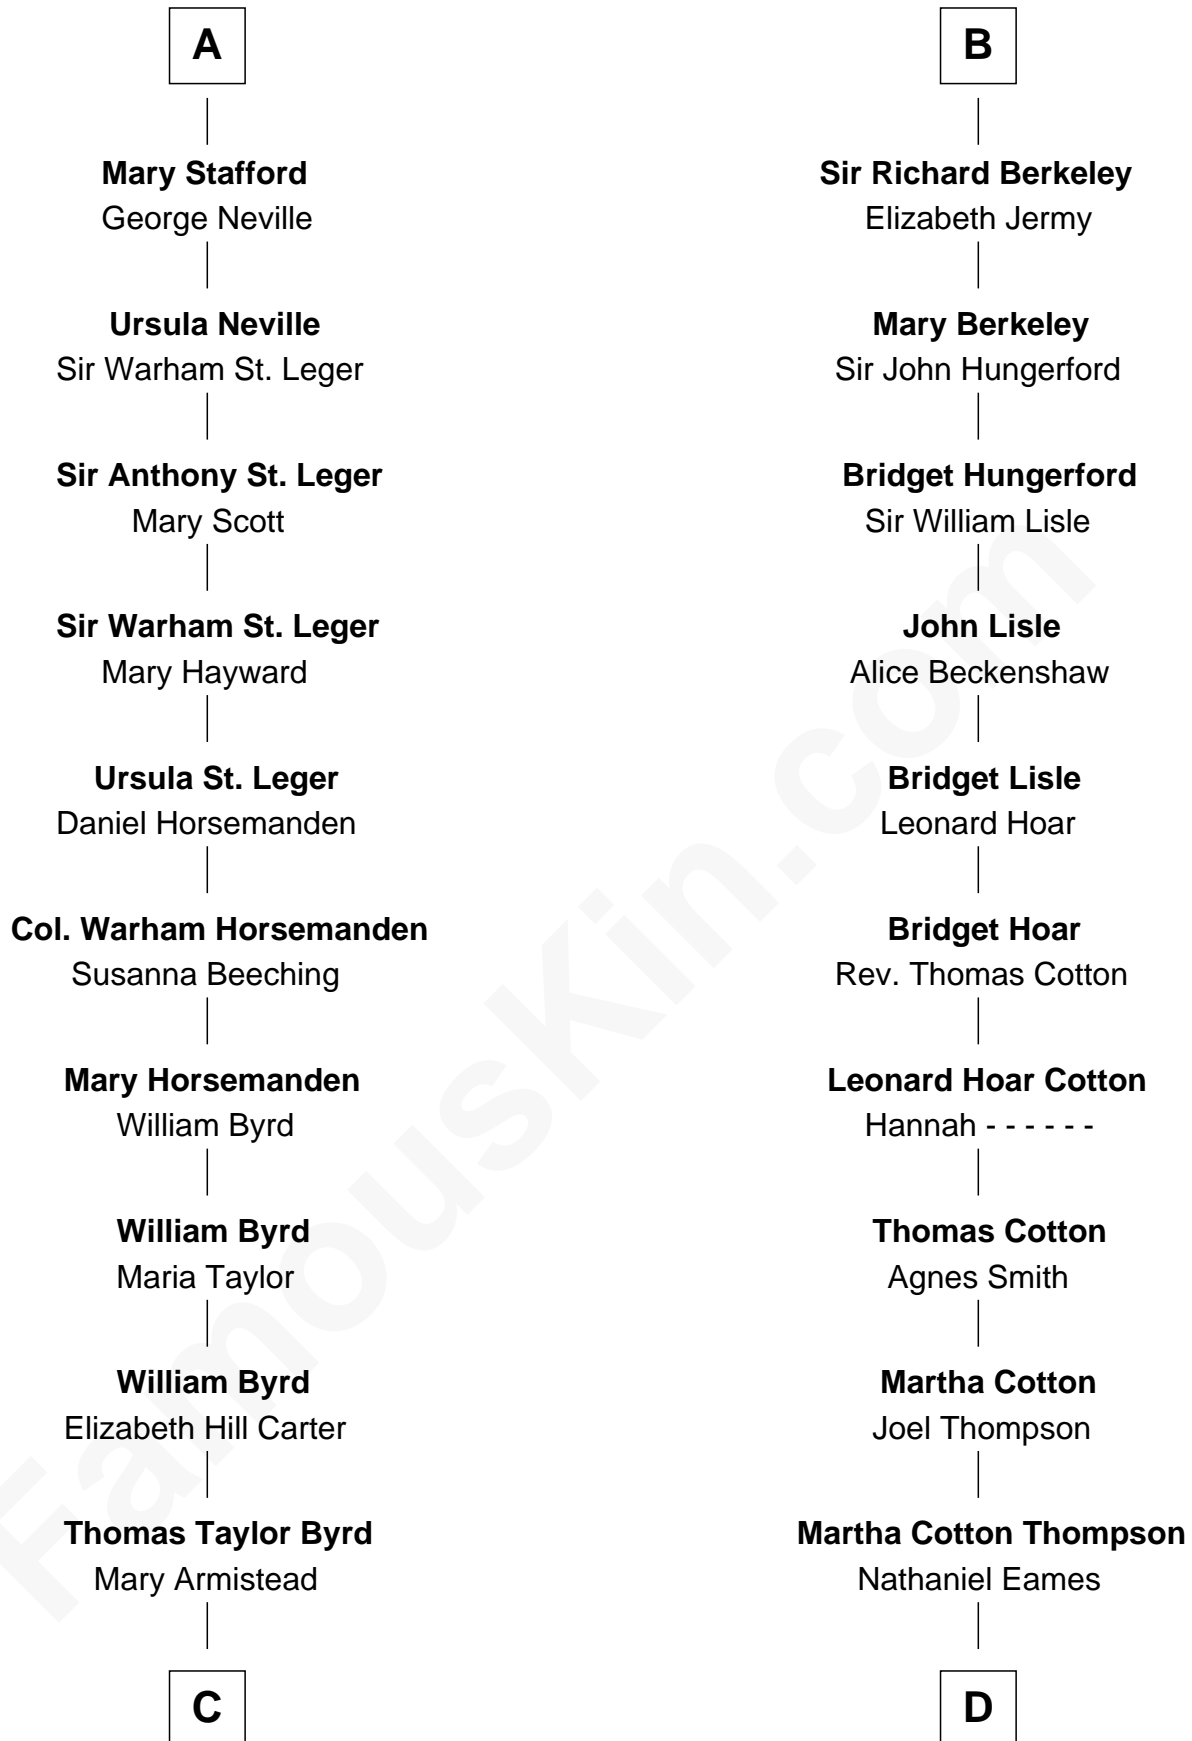 A
Mary Stafford
George Neville
Ursula Neville
Sir Warham St. Leger
Sir Anthony St. Leger
Mary Scott
Sir Warham St. Leger
Mary Hayward
Ursula St. Leger
Daniel Horsemanden
Col. Warham Horsemanden
Susanna Beeching
Mary Horsemanden
William Byrd
William Byrd
Maria Taylor
William Byrd
Elizabeth Hill Carter
Thomas Taylor Byrd
Mary Armistead
C
B
Sir Richard Berkeley
Elizabeth Jermy
Mary Berkeley
Sir John Hungerford
Bridget Hungerford
Sir William Lisle
John Lisle
Alice Beckenshaw
Bridget Lisle
Leonard Hoar
Bridget Hoar
Rev. Thomas Cotton
Leonard Hoar Cotton
Hannah - - - - - -
Thomas Cotton
Agnes Smith
Martha Cotton
Joel Thompson
Martha Cotton Thompson
Nathaniel Eames
D
FamousKin.com